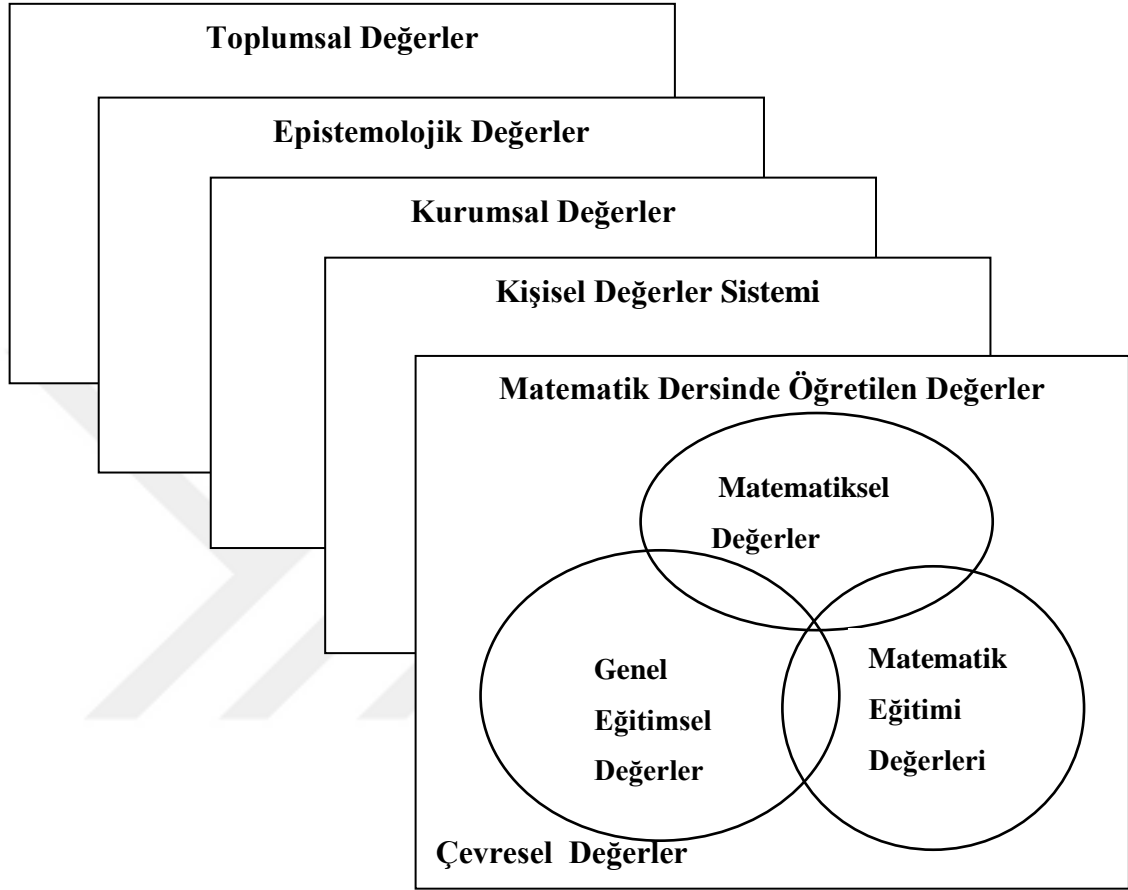 Toplumsal Değerler
Epistemolojik Değerler
Kurumsal Değerler
Kişisel Değerler Sistemi
Matematik Dersinde Öğretilen Değerler
Matematiksel
Değerler
Genel
Eğitimsel
Değerler
Matematik
Eğitimi
Değerleri
Çevresel Değerler